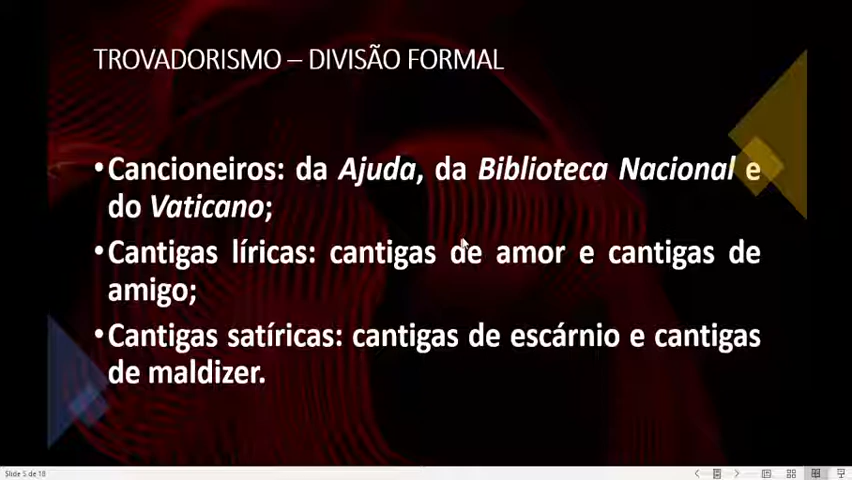 TROVADORISMO – DIVISÃO FORMAL
•Cancioneiros: da Ajuda, da Biblioteca Nacional e
do Vaticano;
•Cantigas líricas: cantigas de amor e cantigas de
amigo;
•Cantigas satíricas: cantigas de escárnio e cantigas
de maldizer.
Slide 5 de 18